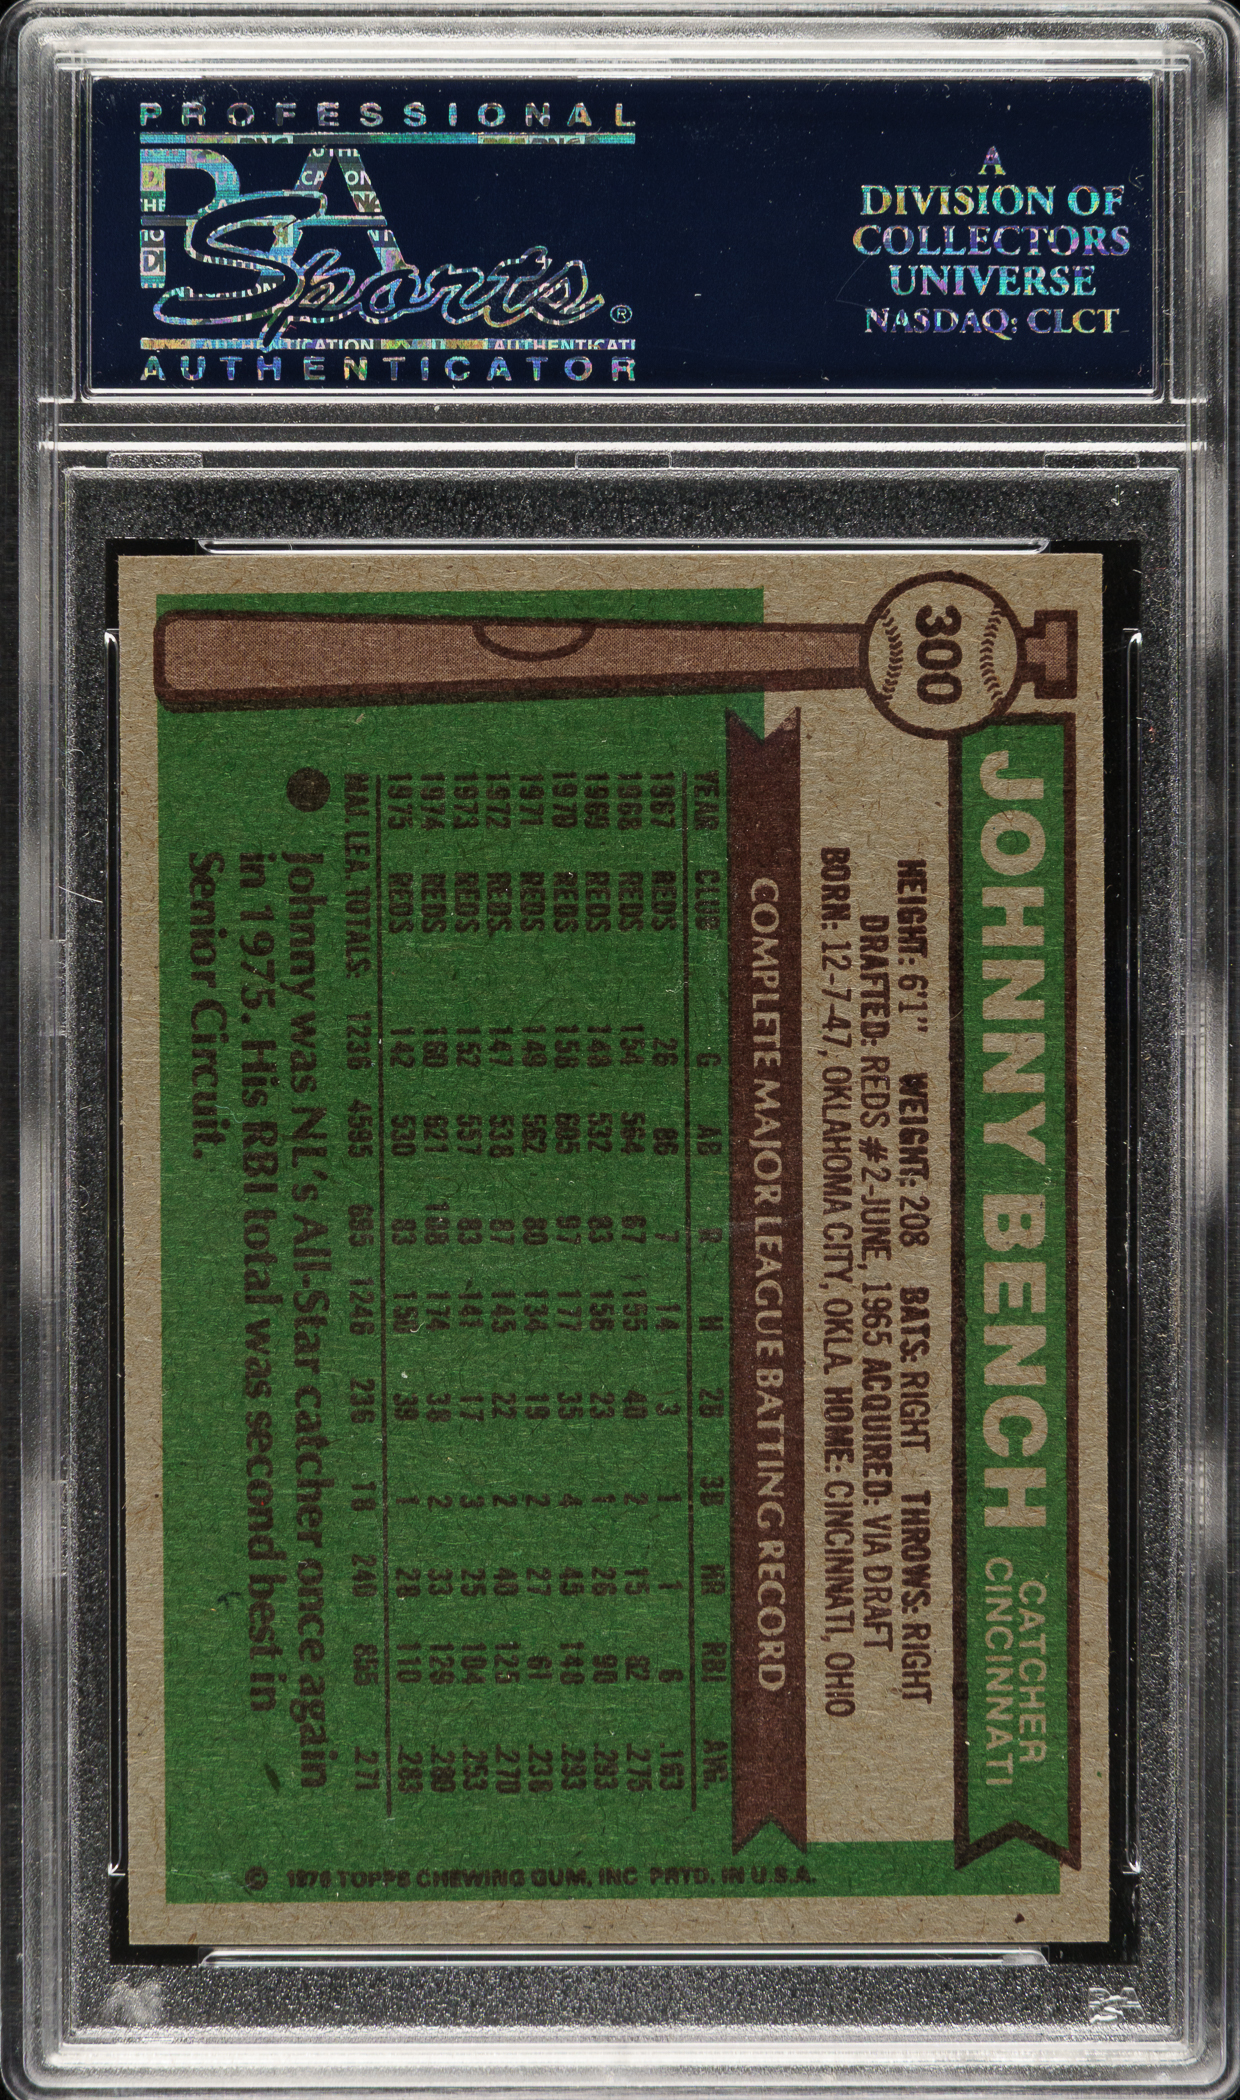 PROFESSIONAL
PSA
Sports®
AUTHENTICATOR
A
DIVISION OF
COLLECTORS
UNIVERSE
NASDAQ: CLCT
300
JOHNNY BENCH
CATCHER
CINCINNATI
HEIGHT: 6'1" WEIGHT: 208 BATS: RIGHT THROWS: RIGHT
DRAFTED: REDS #2-JUNE, 1965 ACQUIRED: VIA DRAFT
BORN: 12-7-47, OKLAHOMA CITY, OKLA. HOME: CINCINNATI, OHIO
COMPLETE MAJOR LEAGUE BATTING RECORD
YEAR CLUB G AB R H 2B 3B HR RBI AVG.
1967 REDS 26 86 7 14 3 1 1 6 .163
1968 REDS 154 564 67 155 40 2 15 82 .275
1969 REDS 148 532 83 156 23 1 26 90 .293
1970 REDS 158 605 97 177 35 4 45 148 .293
1971 REDS 149 562 80 134 19 2 27 61 .238
1972 REDS 147 538 87 145 22 2 40 125 .270
1973 REDS 152 557 83 141 17 3 25 104 .253
1974 REDS 160 621 108 174 38 2 33 129 .280
1975 REDS 142 530 83 150 39 1 28 110 .283
MAJ. LEA. TOTALS 1236 4595 695 1246 236 18 240 855 .271
Johnny was NL's All-Star catcher once again
in 1975. His RBI total was second best in
Senior Circuit.
© 1976 TOPPS CHEWING GUM, INC. PRTD. IN U.S.A.